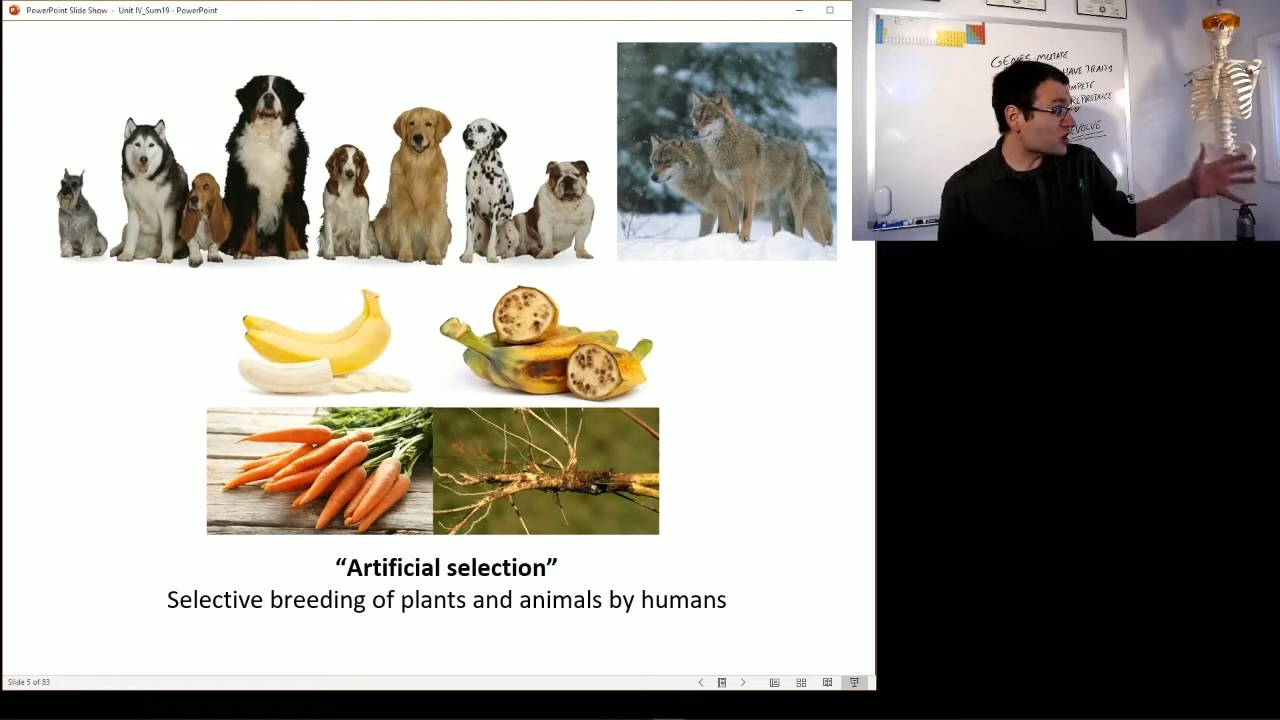 PowerPoint Slide Show - Unit IV_Sum19 - PowerPoint
GENES MUTATE
HAVE TRAITS
REPRODUCE
EVOLVE
“Artificial selection”
Selective breeding of plants and animals by humans
Slide 5 of 83